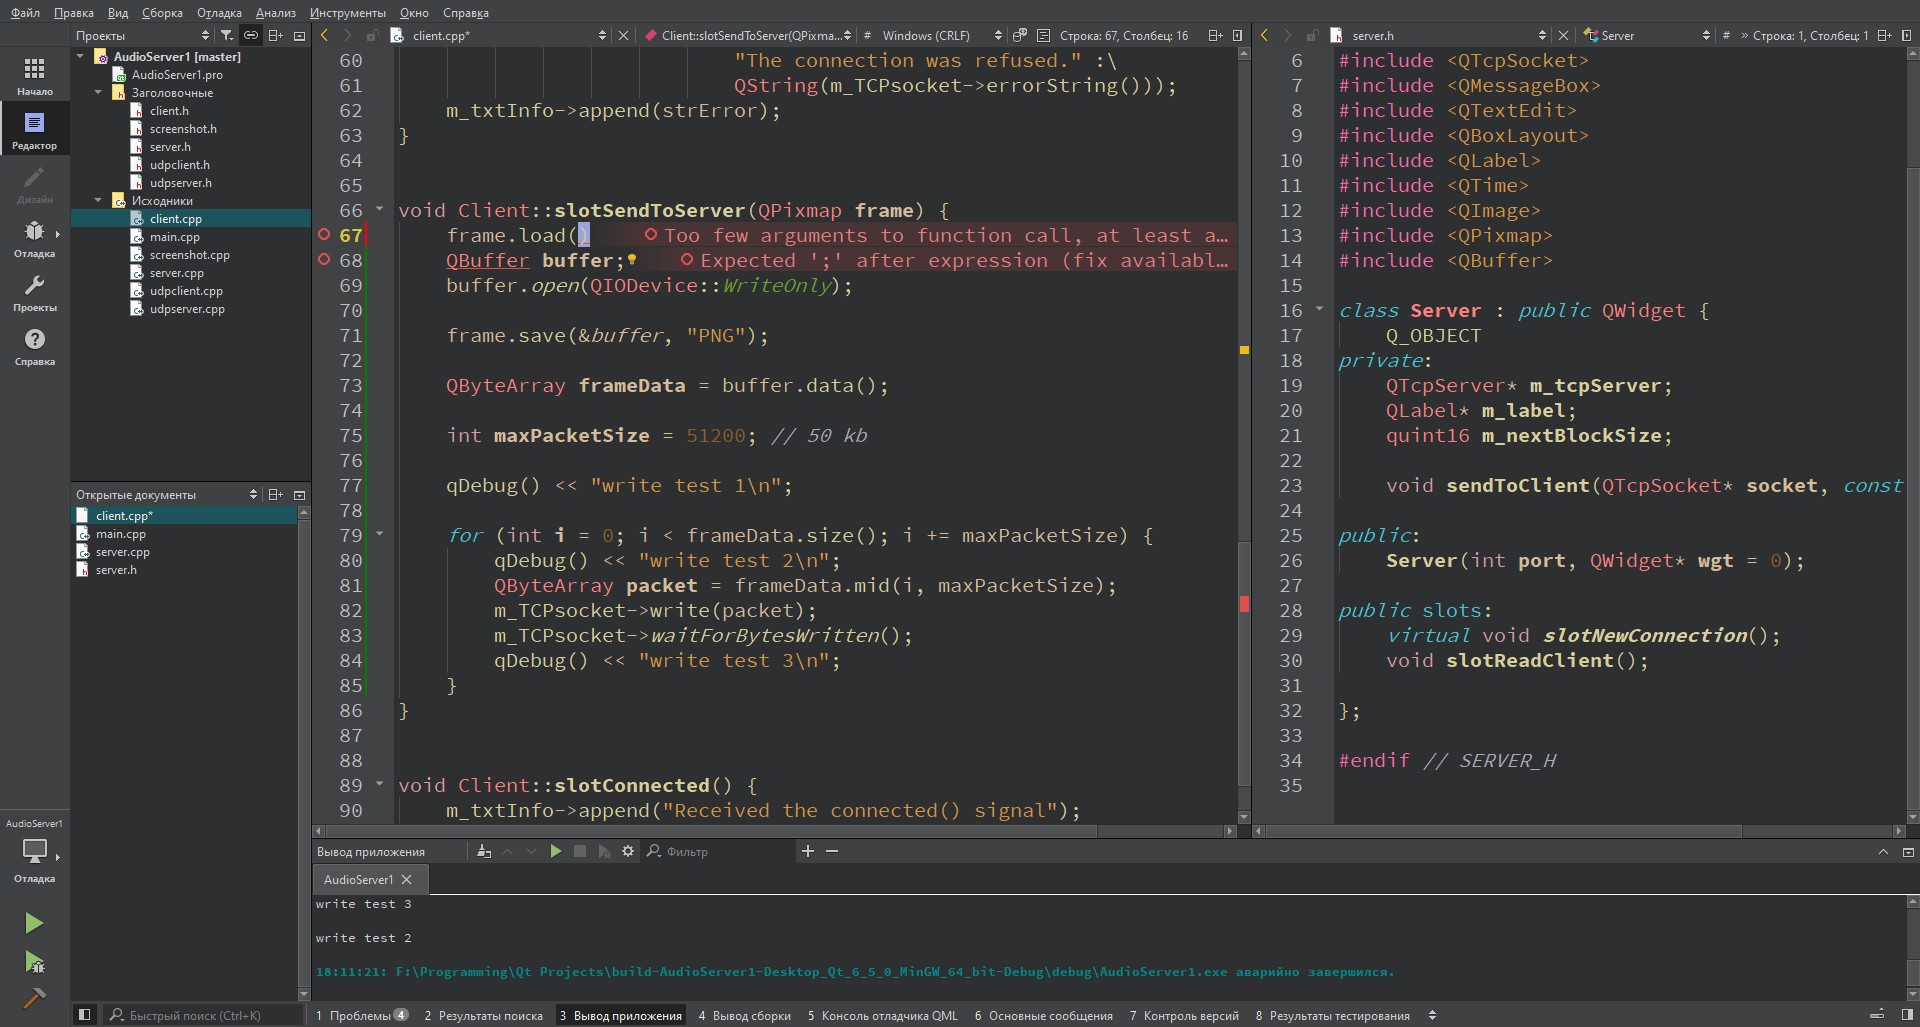 Файл Правка Вид Сборка Отладка Анализ Инструменты Окно Справка
Проекты
AudioServer1 [master]
AudioServer1.pro
Заголовочные
client.h
screenshot.h
server.h
udpclient.h
udpserver.h
Исходники
client.cpp
main.cpp
screenshot.cpp
server.cpp
udpclient.cpp
udpserver.cpp
Начало
Редактор
Дизайн
Отладка
Проекты
Справка
AudioServer1
Отладка
Открытые документы
client.cpp*
main.cpp
server.cpp
server.h
client.cpp* Client::slotSendToServer(QPixma... # Windows (CRLF) Строка: 67, Столбец: 16
60 "The connection was refused." :\
61 QString(m_TCPsocket->errorString()));
62 m_txtInfo->append(strError);
63 }
64
65
66 void Client::slotSendToServer(QPixmap frame) {
67 frame.load() Too few arguments to function call, at least a…
68 QBuffer buffer; Expected ';' after expression (fix availabl…
69 buffer.open(QIODevice::WriteOnly);
70
71 frame.save(&buffer, "PNG");
72
73 QByteArray frameData = buffer.data();
74
75 int maxPacketSize = 51200; // 50 kb
76
77 qDebug() << "write test 1\n";
78
79 for (int i = 0; i < frameData.size(); i += maxPacketSize) {
80 qDebug() << "write test 2\n";
81 QByteArray packet = frameData.mid(i, maxPacketSize);
82 m_TCPsocket->write(packet);
83 m_TCPsocket->waitForBytesWritten();
84 qDebug() << "write test 3\n";
85 }
86 }
87
88
89 void Client::slotConnected() {
90 m_txtInfo->append("Received the connected() signal");
server.h Server # » Строка: 1, Столбец: 1
6 #include <QTcpSocket>
7 #include <QMessageBox>
8 #include <QTextEdit>
9 #include <QBoxLayout>
10 #include <QLabel>
11 #include <QTime>
12 #include <QImage>
13 #include <QPixmap>
14 #include <QBuffer>
15
16 class Server : public QWidget {
17 Q_OBJECT
18 private:
19 QTcpServer* m_tcpServer;
20 QLabel* m_label;
21 quint16 m_nextBlockSize;
22
23 void sendToClient(QTcpSocket* socket, const
24
25 public:
26 Server(int port, QWidget* wgt = 0);
27
28 public slots:
29 virtual void slotNewConnection();
30 void slotReadClient();
31
32 };
33
34 #endif // SERVER_H
35
Вывод приложения Фильтр
AudioServer1
write test 3
write test 2
18:11:21: F:\Programming\Qt Projects\build-AudioServer1-Desktop_Qt_6_5_0_MinGW_64_bit-Debug\debug\AudioServer1.exe аварийно завершился.
Быстрый поиск (Ctrl+K) 1 Проблемы 4 2 Результаты поиска 3 Вывод приложения 4 Вывод сборки 5 Консоль отладчика QML 6 Основные сообщения 7 Контроль версий 8 Результаты тестирования